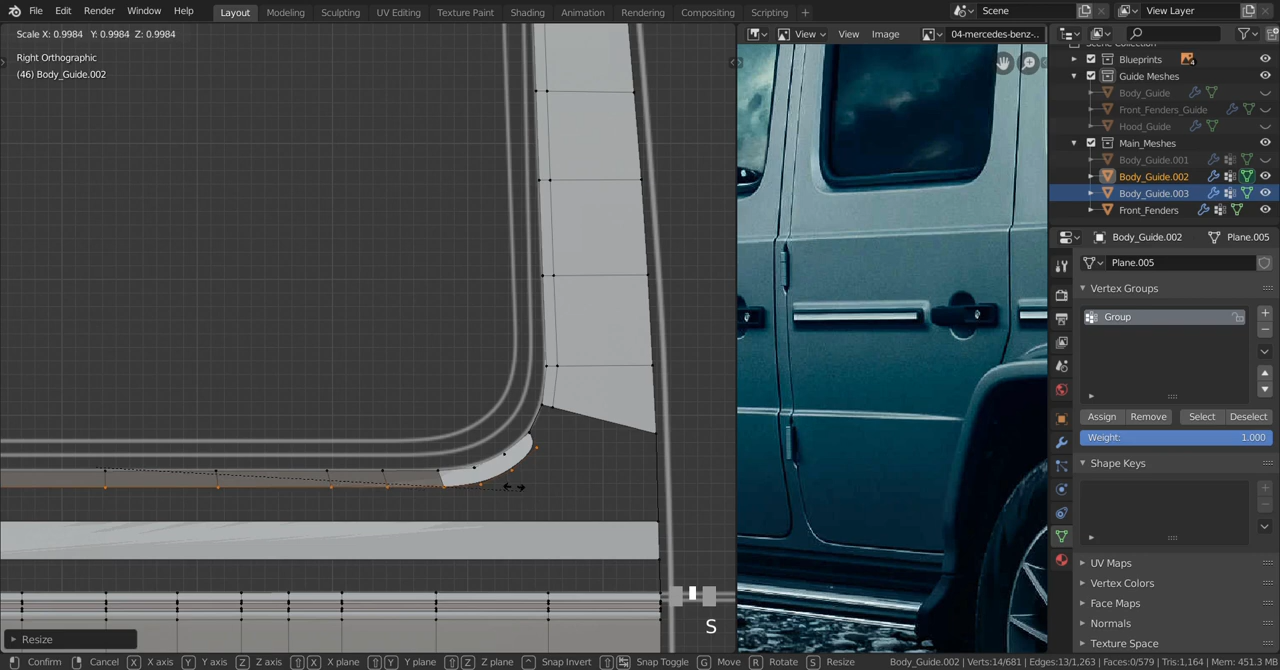 File Edit Render Window Help Layout Modeling Sculpting UV Editing Texture Paint Shading Animation Rendering Compositing Scripting + Scene View Layer
Scale X: 0.9984 Y: 0.9984 Z: 0.9984
View View Image 04-mercedes-benz-..
Right Orthographic
(46) Body_Guide.002
Blueprints 4
Guide Meshes
Body_Guide
Front_Fenders_Guide
Hood_Guide
Main_Meshes
Body_Guide.001
Body_Guide.002
Body_Guide.003
Front_Fenders
Body_Guide.002 Plane.005
Plane.005
Vertex Groups
Group
Assign Remove Select Deselect
Weight: 1.000
Shape Keys
UV Maps
Vertex Colors
Face Maps
Normals
Texture Space
S
Resize
Confirm Cancel X X axis Y Y axis Z Z axis X X plane Y Y plane Z Z plane Snap Invert Snap Toggle G Move R Rotate S Resize Body_Guide.002 | Verts:14/681 | Edges:13/1,263 | Faces:0/579 | Tris:1,164 | Mem: 451.3 MB